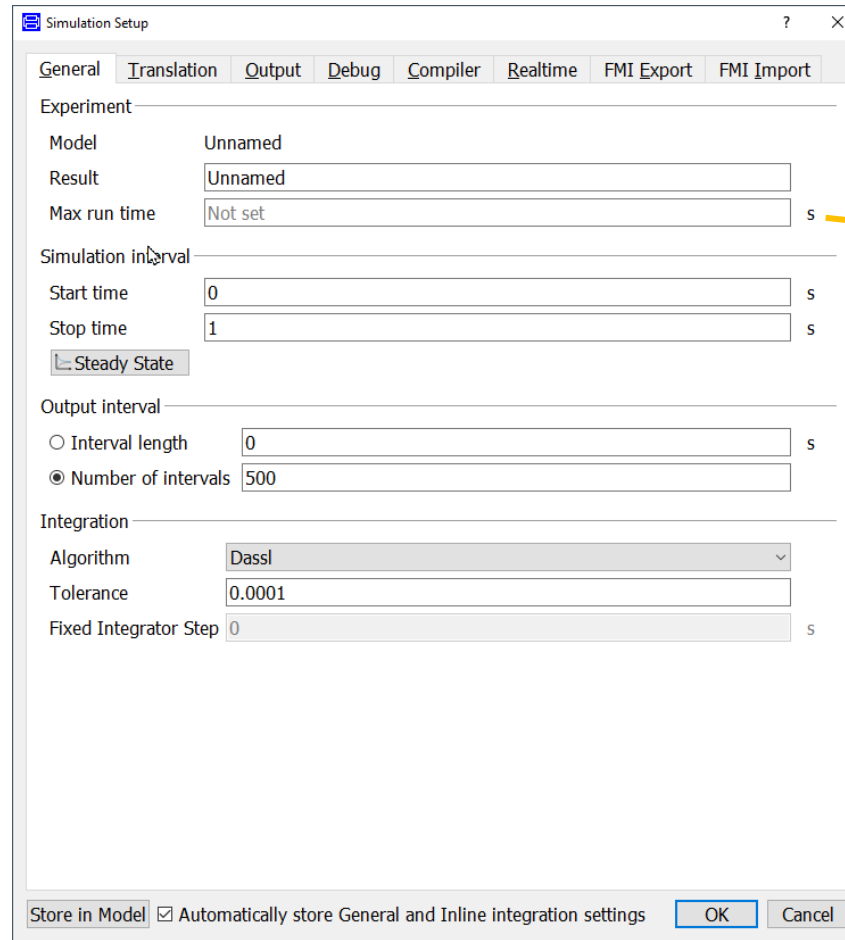 Simulation Setup ? ×
General Translation Output Debug Compiler Realtime FMI Export FMI Import
Experiment
Model Unnamed
Result Unnamed
Max run time Not set s
Simulation interval
Start time 0 s
Stop time 1 s
Steady State
Output interval
Interval length 0 s
Number of intervals 500
Integration
Algorithm Dassl
Tolerance 0.0001
Fixed Integrator Step 0 s
Store in Model Automatically store General and Inline integration settings OK Cancel